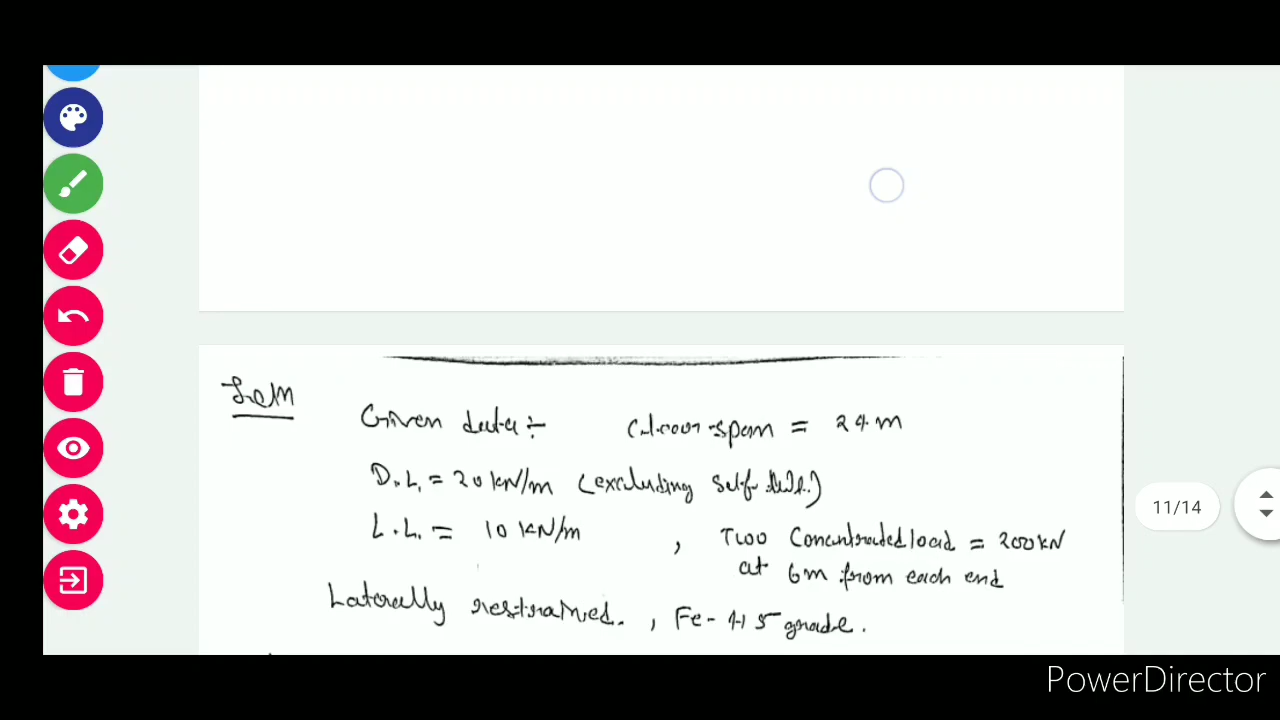 Soln
Given data :- Clear span = 24 m
D.L. = 20 kN/m (excluding self wt.)
L.L. = 10 kN/m , Two Concentrated load = 200 kN
at 6m from each end
11/14
Laterally restrained. , Fe-415 grade.
PowerDirector